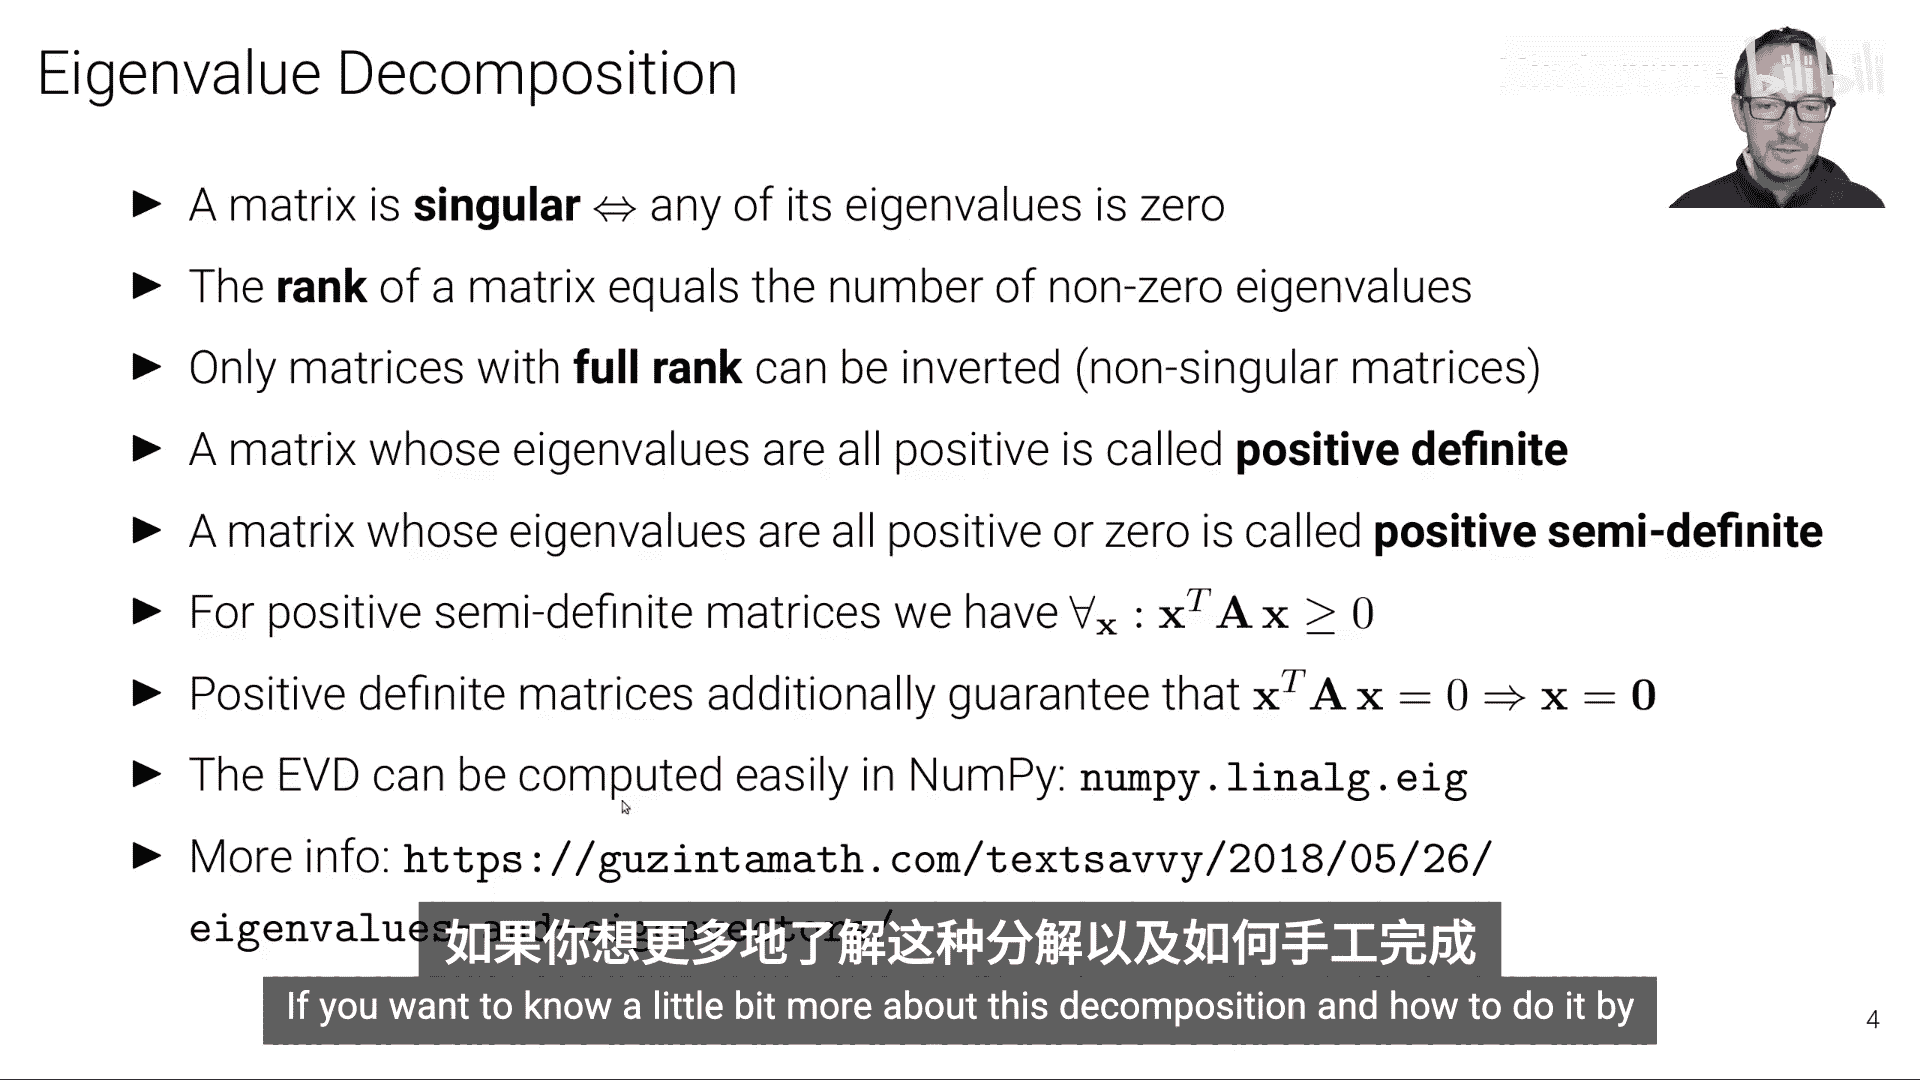 Eigenvalue Decomposition
bilibili
▶ A matrix is singular ⇔ any of its eigenvalues is zero
▶ The rank of a matrix equals the number of non-zero eigenvalues
▶ Only matrices with full rank can be inverted (non-singular matrices)
▶ A matrix whose eigenvalues are all positive is called positive definite
▶ A matrix whose eigenvalues are all positive or zero is called positive semi-definite
▶ For positive semi-definite matrices we have ∀x : xᵀ A x ≥ 0
▶ Positive definite matrices additionally guarantee that xᵀ A x = 0 ⇒ x = 0
▶ The EVD can be computed easily in NumPy: numpy.linalg.eig
▶ More info: https://guzintamath.com/textsavvy/2018/05/26/
eigenvalues-and-eigenvectors/
如果你想更多地了解这种分解以及如何手工完成
If you want to know a little bit more about this decomposition and how to do it by
4